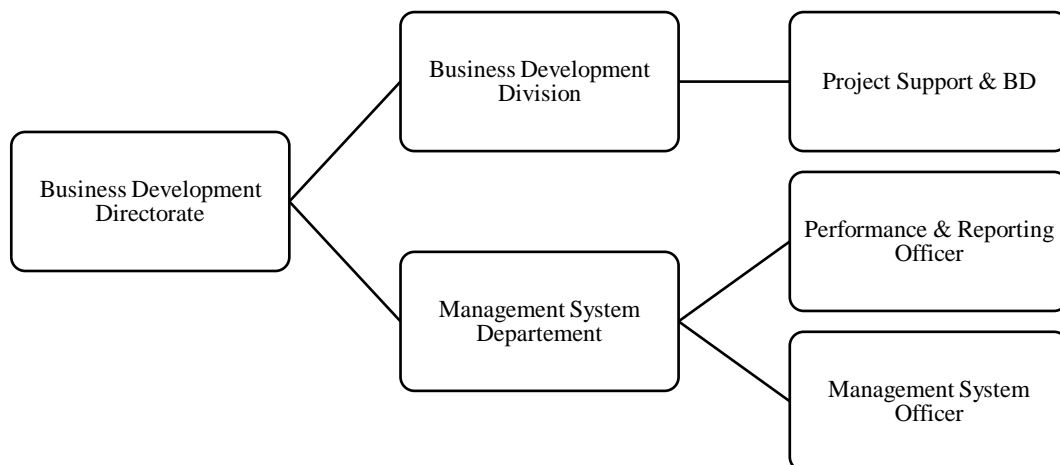 Business Development
Directorate
Business Development
Division
Project Support & BD
Management System
Departement
Performance & Reporting
Officer
Management System
Officer